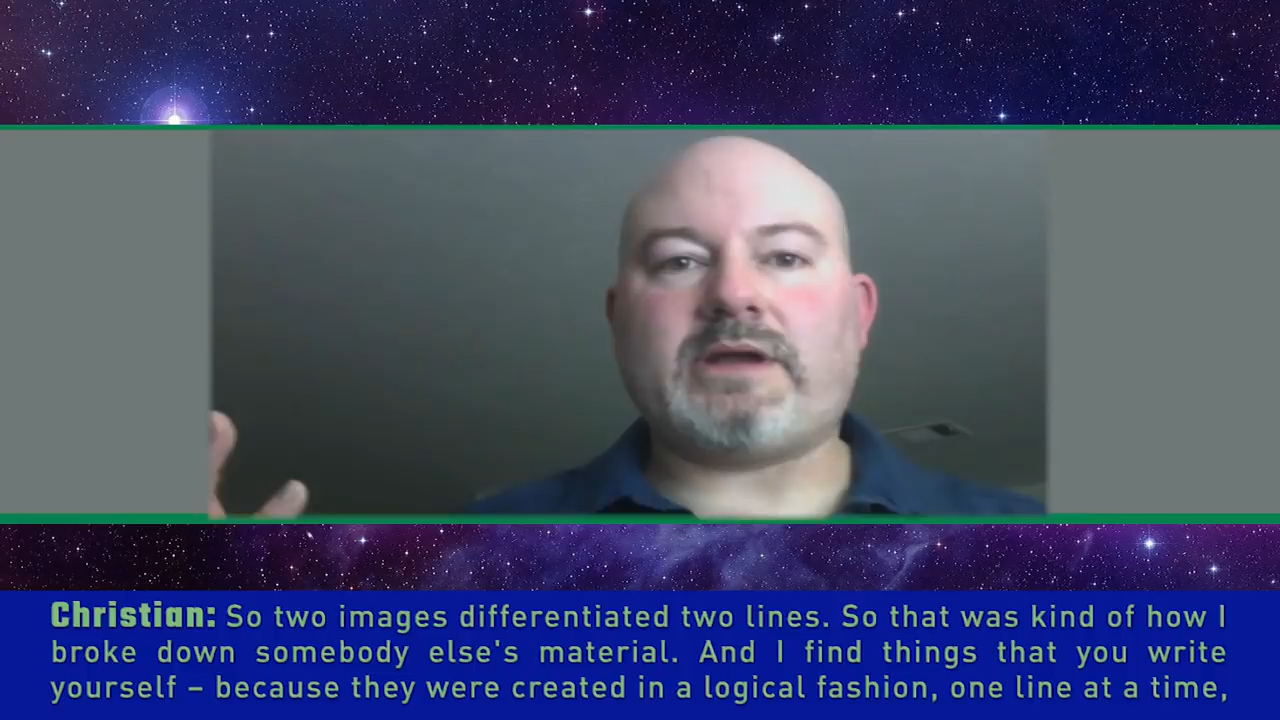 Christian: So two images differentiated two lines. So that was kind of how I
broke down somebody else's material. And I find things that you write
yourself – because they were created in a logical fashion, one line at a time,